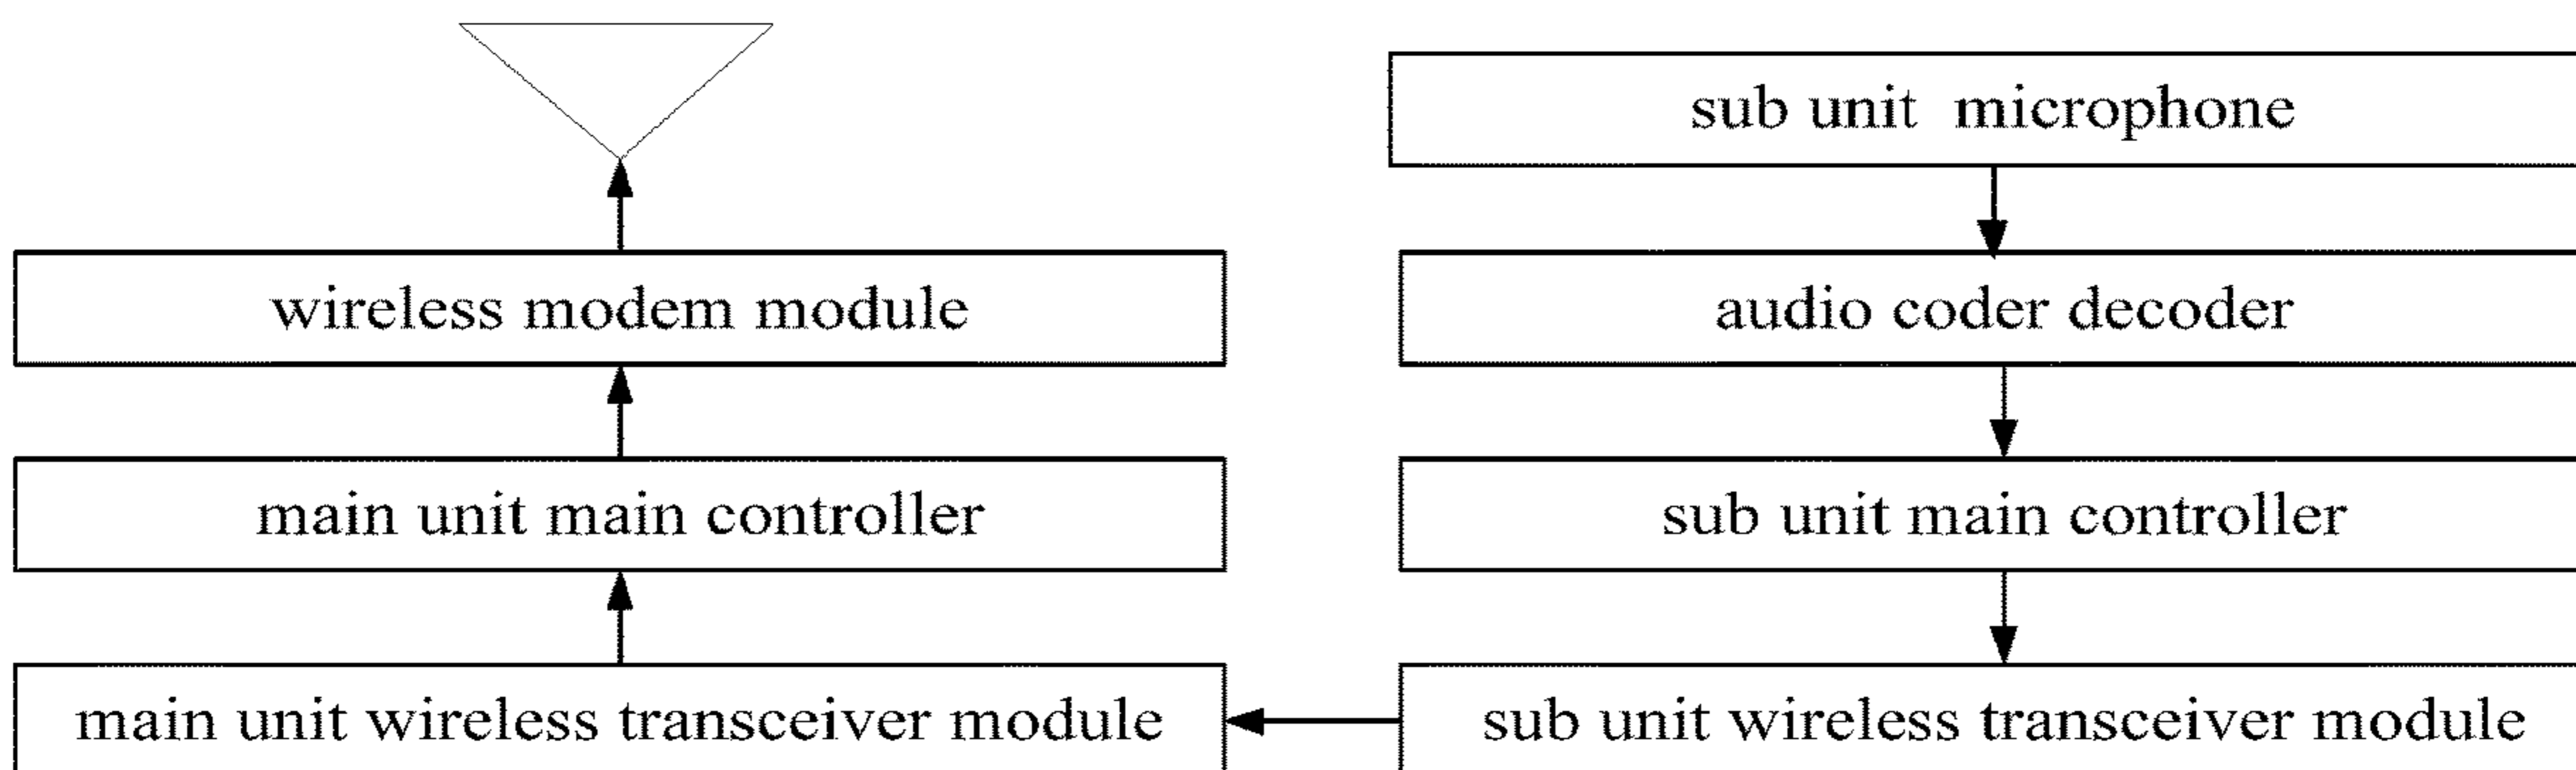 sub unit microphone
wireless modem module
audio coder decoder
main unit main controller
sub unit main controller
main unit wireless transceiver module
sub unit wireless transceiver module